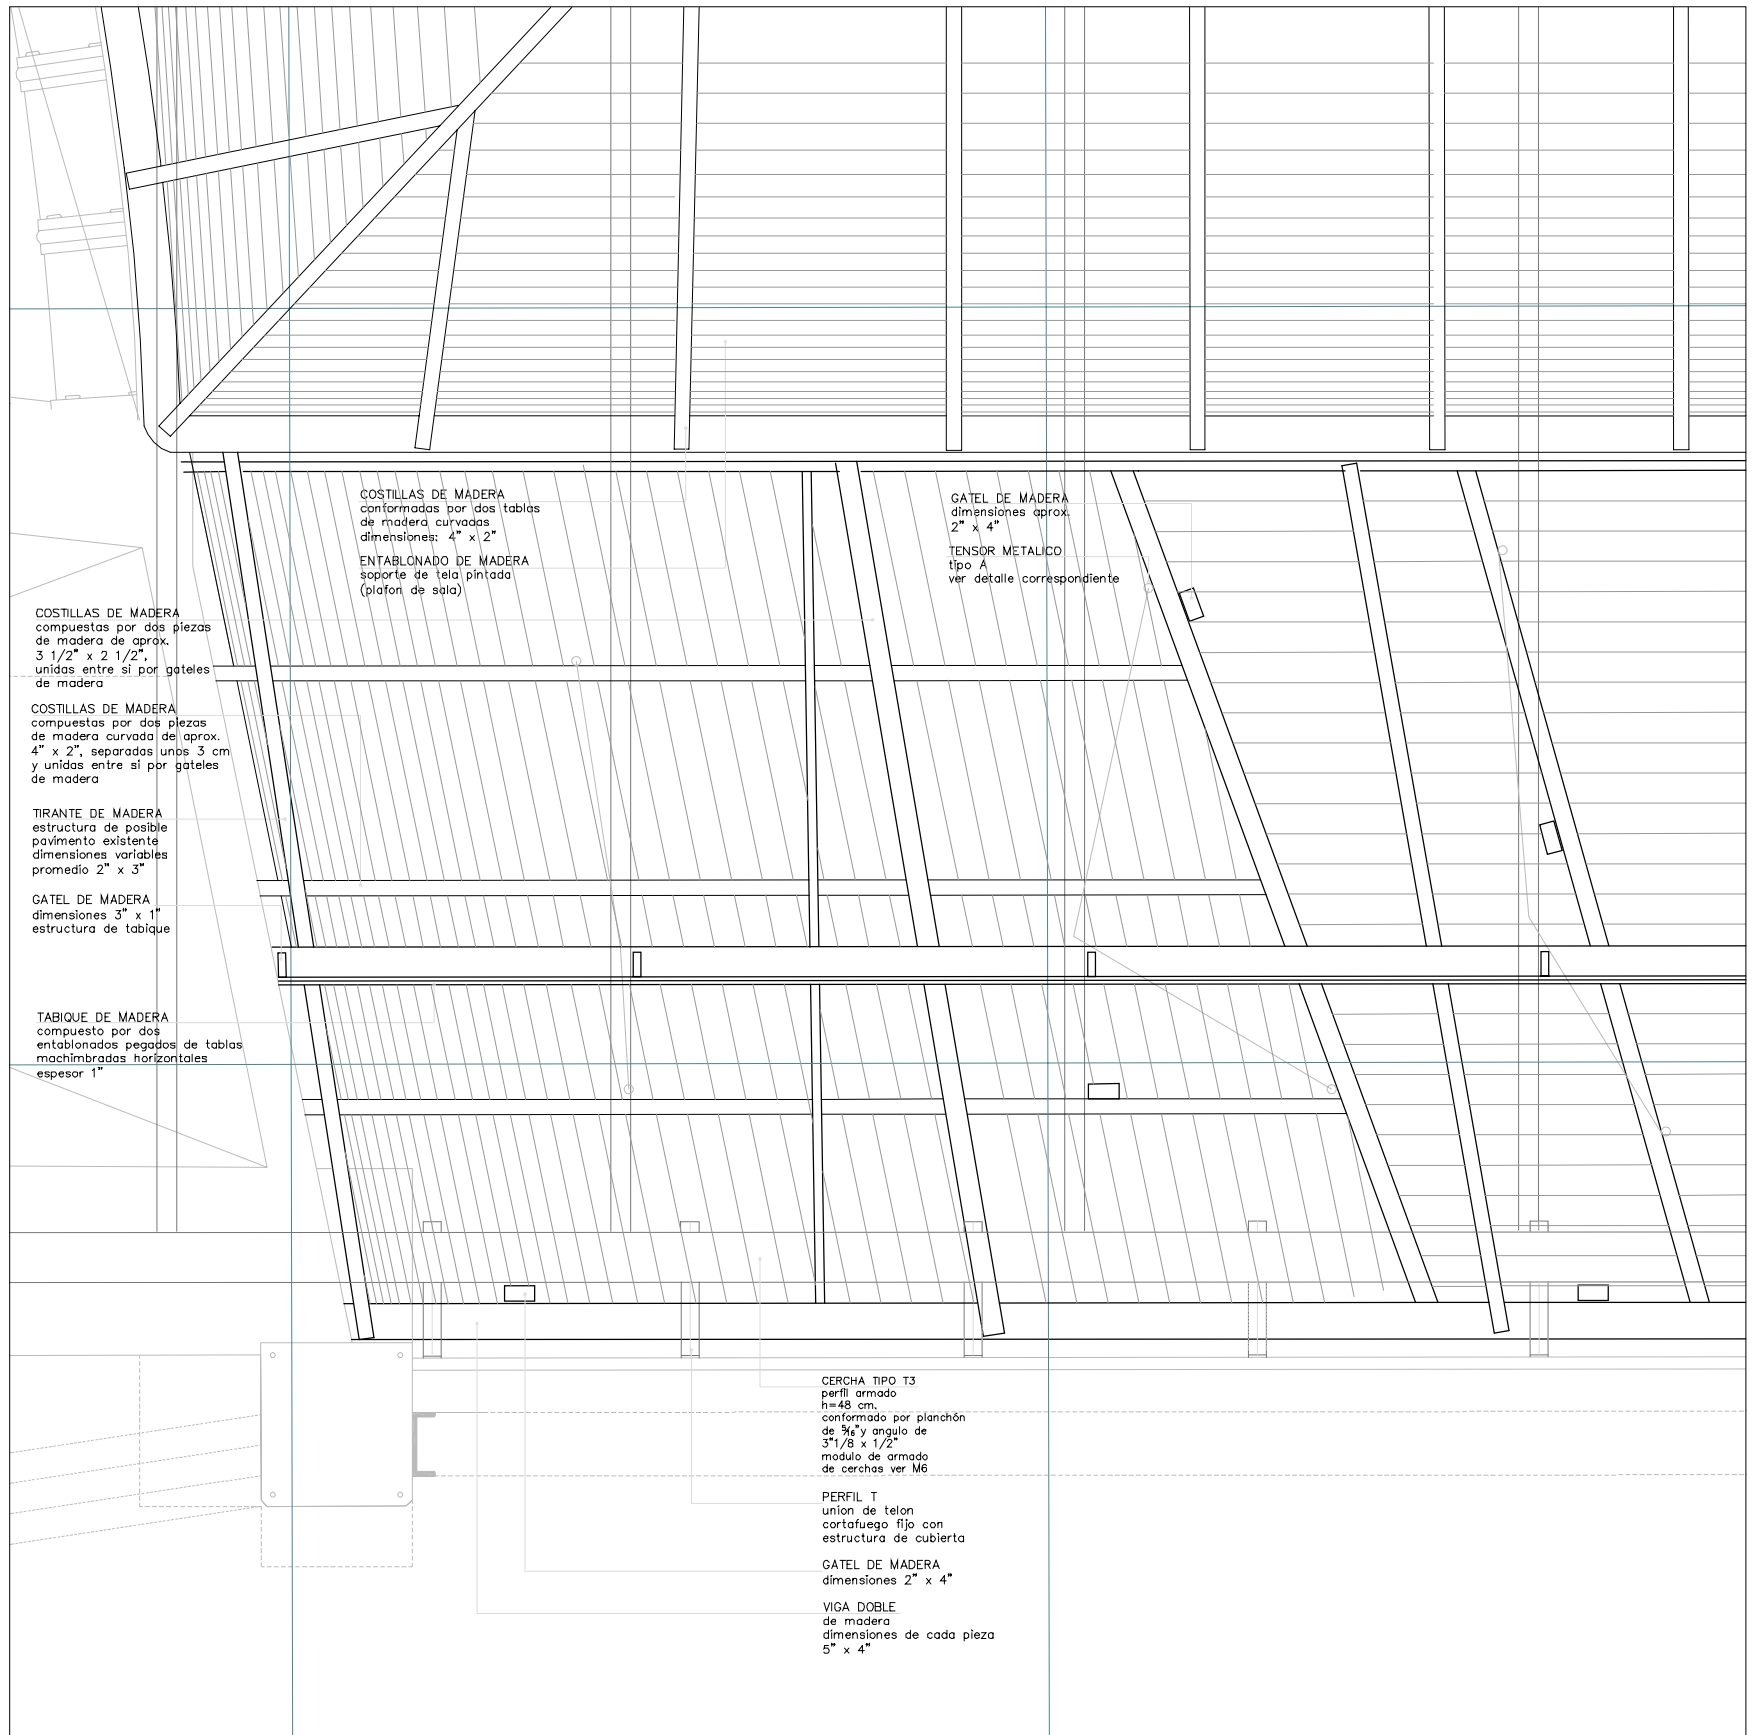 COSTILLAS DE MADERA
conformadas por dos tablas
de madera curvadas
dimensiones: 4" x 2"
ENTABLONADO DE MADERA
soporte de tela pintada
(plafon de sala)
GATEL DE MADERA
dimensiones aprox.
2" x 4"
TENSOR METALICO
tipo A
ver detalle correspondiente
COSTILLAS DE MADERA
compuestas por dos piezas
de madera de aprox.
3 1/2" x 2 1/2",
unidas entre si por gateles
de madera
COSTILLAS DE MADERA
compuestas por dos piezas
de madera curvada de aprox.
4" x 2", separadas unos 3 cm
y unidas entre si por gateles
de madera
TIRANTE DE MADERA
estructura de posible
pavimento existente
dimensiones variables
promedio 2" x 3"
GATEL DE MADERA
dimensiones 3" x 1"
estructura de tabique
TABIQUE DE MADERA
compuesto por dos
entablonados pegados de tablas
machimbradas horizontales
espesor 1"
CERCHA TIPO T3
perfil armado
h=48 cm.
conformado por planchón
de 5/16" y angulo de
3"1/8 x 1/2"
modulo de armado
de cerchas ver M6
PERFIL T
union de telon
cortafuego fijo con
estructura de cubierta
GATEL DE MADERA
dimensiones 2" x 4"
VIGA DOBLE
de madera
dimensiones de cada pieza
5" x 4"